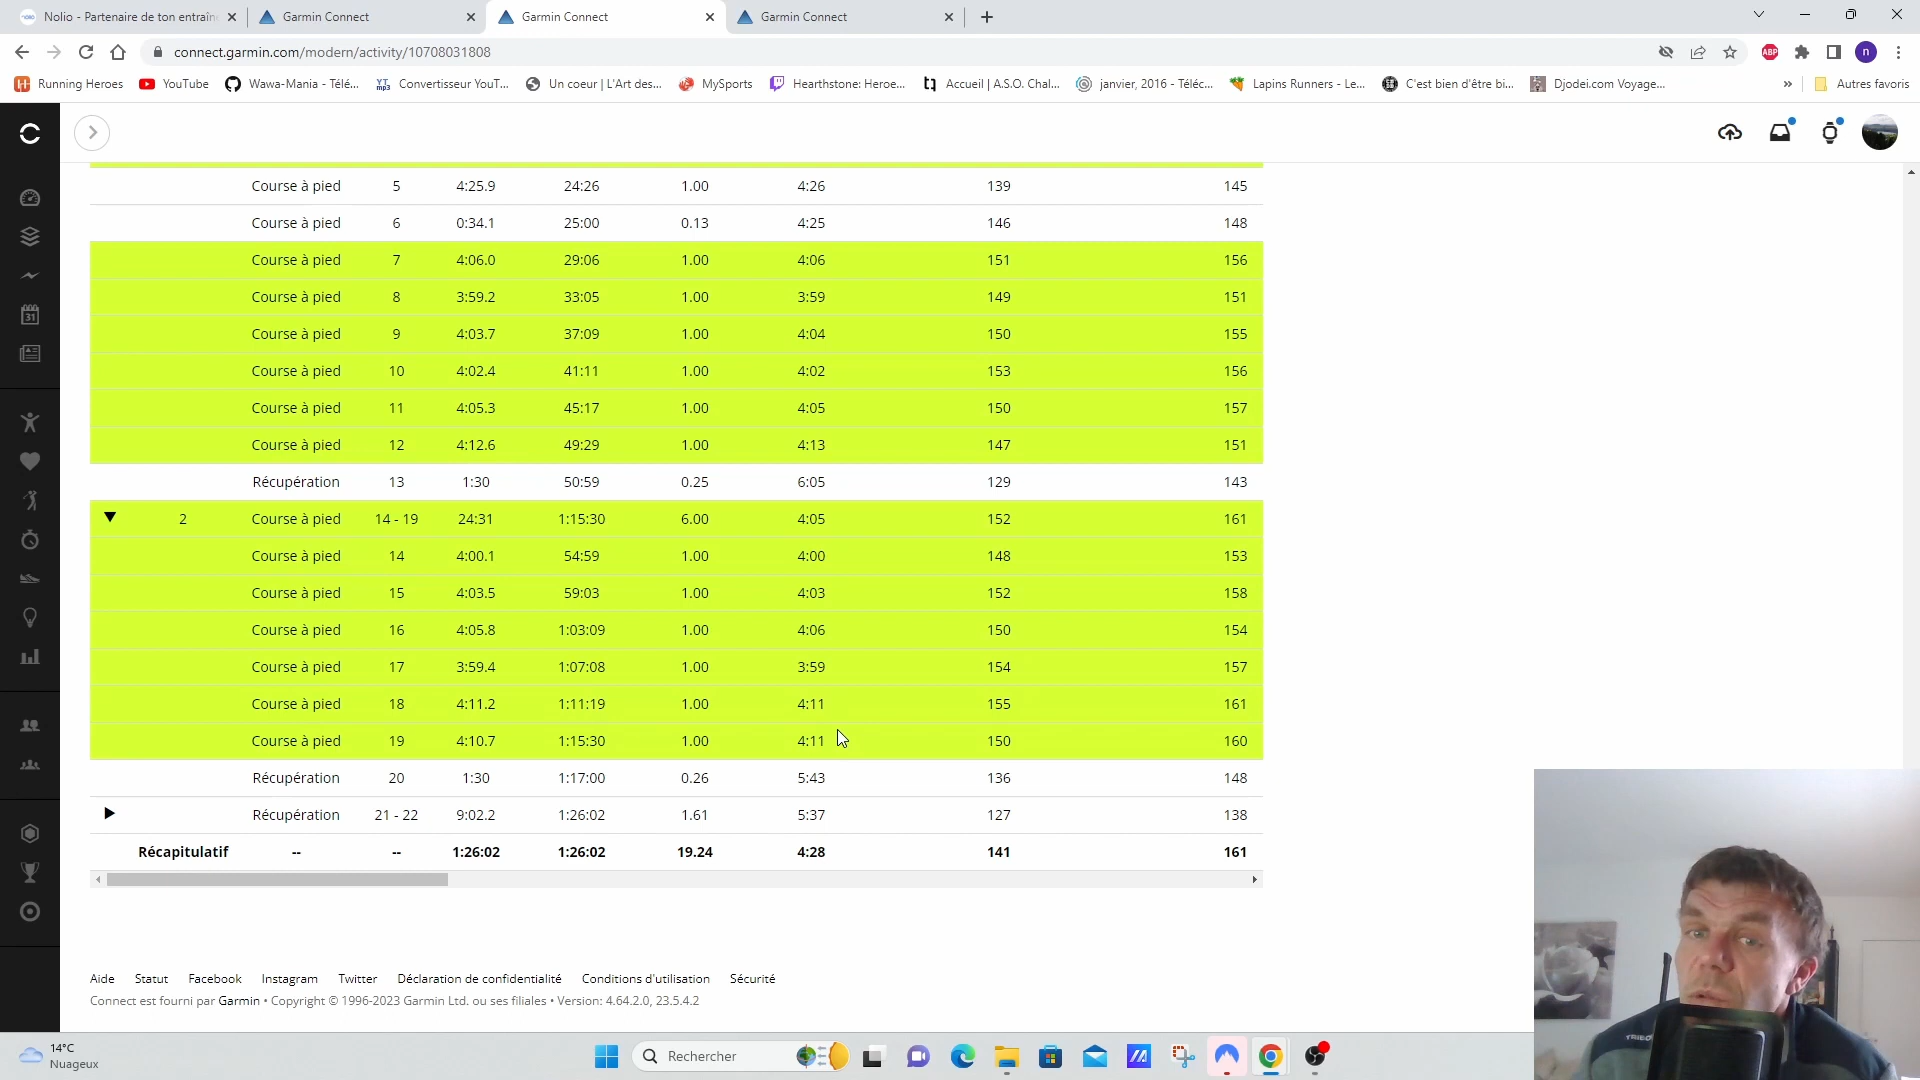 Nolio - Partenaire de ton entraîn
Garmin Connect
Garmin Connect
Garmin Connect
connect.garmin.com/modern/activity/10708031808
ABP
n
Running Heroes
YouTube
Wawa-Mania - Télé...
Convertisseur YouT...
Un coeur | L'Art des...
MySports
Hearthstone: Heroe...
Accueil | A.S.O. Chal...
janvier, 2016 - Téléc...
Lapins Runners - Le...
C'est bien d'être bi...
Djodei.com Voyage...
» Autres favoris
31
Course à pied 5 4:25.9 24:26 1.00 4:26 139 145
Course à pied 6 0:34.1 25:00 0.13 4:25 146 148
Course à pied 7 4:06.0 29:06 1.00 4:06 151 156
Course à pied 8 3:59.2 33:05 1.00 3:59 149 151
Course à pied 9 4:03.7 37:09 1.00 4:04 150 155
Course à pied 10 4:02.4 41:11 1.00 4:02 153 156
Course à pied 11 4:05.3 45:17 1.00 4:05 150 157
Course à pied 12 4:12.6 49:29 1.00 4:13 147 151
Récupération 13 1:30 50:59 0.25 6:05 129 143
2 Course à pied 14 - 19 24:31 1:15:30 6.00 4:05 152 161
Course à pied 14 4:00.1 54:59 1.00 4:00 148 153
Course à pied 15 4:03.5 59:03 1.00 4:03 152 158
Course à pied 16 4:05.8 1:03:09 1.00 4:06 150 154
Course à pied 17 3:59.4 1:07:08 1.00 3:59 154 157
Course à pied 18 4:11.2 1:11:19 1.00 4:11 155 161
Course à pied 19 4:10.7 1:15:30 1.00 4:11 150 160
Récupération 20 1:30 1:17:00 0.26 5:43 136 148
Récupération 21 - 22 9:02.2 1:26:02 1.61 5:37 127 138
Récapitulatif -- -- 1:26:02 1:26:02 19.24 4:28 141 161
Aide Statut Facebook Instagram Twitter Déclaration de confidentialité Conditions d'utilisation Sécurité
Connect est fourni par Garmin • Copyright © 1996-2023 Garmin Ltd. ou ses filiales • Version: 4.64.2.0, 23.5.4.2
14°C
Nuageux
Rechercher